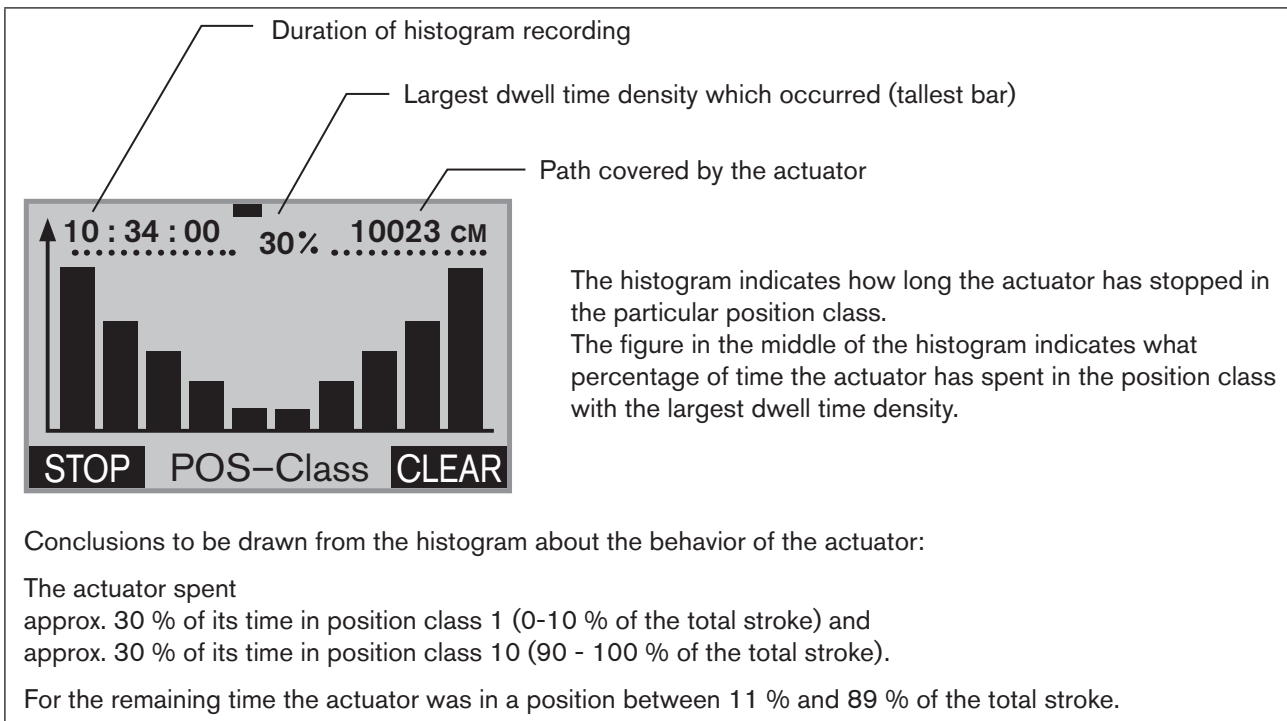 Duration of histogram recording
Largest dwell time density which occurred (tallest bar)
Path covered by the actuator
10 : 34 : 00 30% 10023 CM
The histogram indicates how long the actuator has stopped in
the particular position class.
The figure in the middle of the histogram indicates what
percentage of time the actuator has spent in the position class
with the largest dwell time density.
STOP POS–Class CLEAR
Conclusions to be drawn from the histogram about the behavior of the actuator:
The actuator spent
approx. 30 % of its time in position class 1 (0-10 % of the total stroke) and
approx. 30 % of its time in position class 10 (90 - 100 % of the total stroke).
For the remaining time the actuator was in a position between 11 % and 89 % of the total stroke.